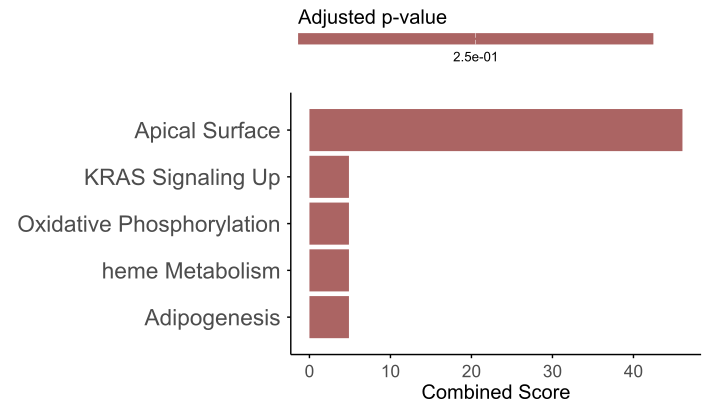 Adjusted p-value
2.5e-01
Apical Surface
KRAS Signaling Up
Oxidative Phosphorylation
heme Metabolism
Adipogenesis
0 10 20 30 40
Combined Score